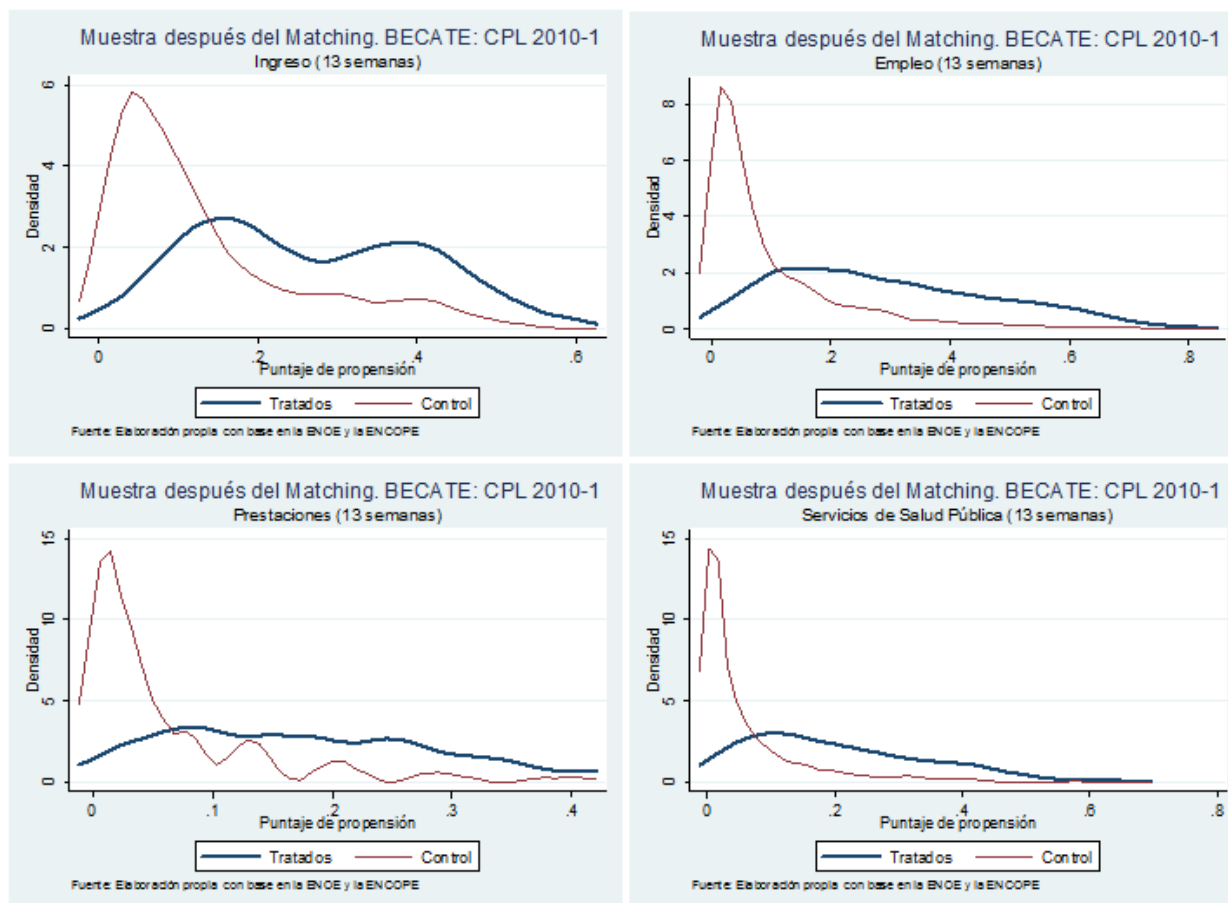 Muestra después del Matching. BECATE: CPL 2010-1
Ingreso (13 semanas)
Densidad
6
4
2
0
0
.2
.4
.6
Puntaje de propensión
Tratados
Control
Fuente: Elaboración propia con base en la ENOE y la ENCOPE
Muestra después del Matching. BECATE: CPL 2010-1
Empleo (13 semanas)
Densidad
8
6
4
2
0
0
.2
.4
.6
.8
Puntaje de propensión
Tratados
Control
Fuente: Elaboración propia con base en la ENOE y la ENCOPE
Muestra después del Matching. BECATE: CPL 2010-1
Prestaciones (13 semanas)
Densidad
15
10
5
0
0
.1
.2
.3
.4
Puntaje de propensión
Tratados
Control
Fuente: Elaboración propia con base en la ENOE y la ENCOPE
Muestra después del Matching. BECATE: CPL 2010-1
Servicios de Salud Pública (13 semanas)
Densidad
15
10
5
0
0
.2
.4
.6
.8
Puntaje de propensión
Tratados
Control
Fuente: Elaboración propia con base en la ENOE y la ENCOPE